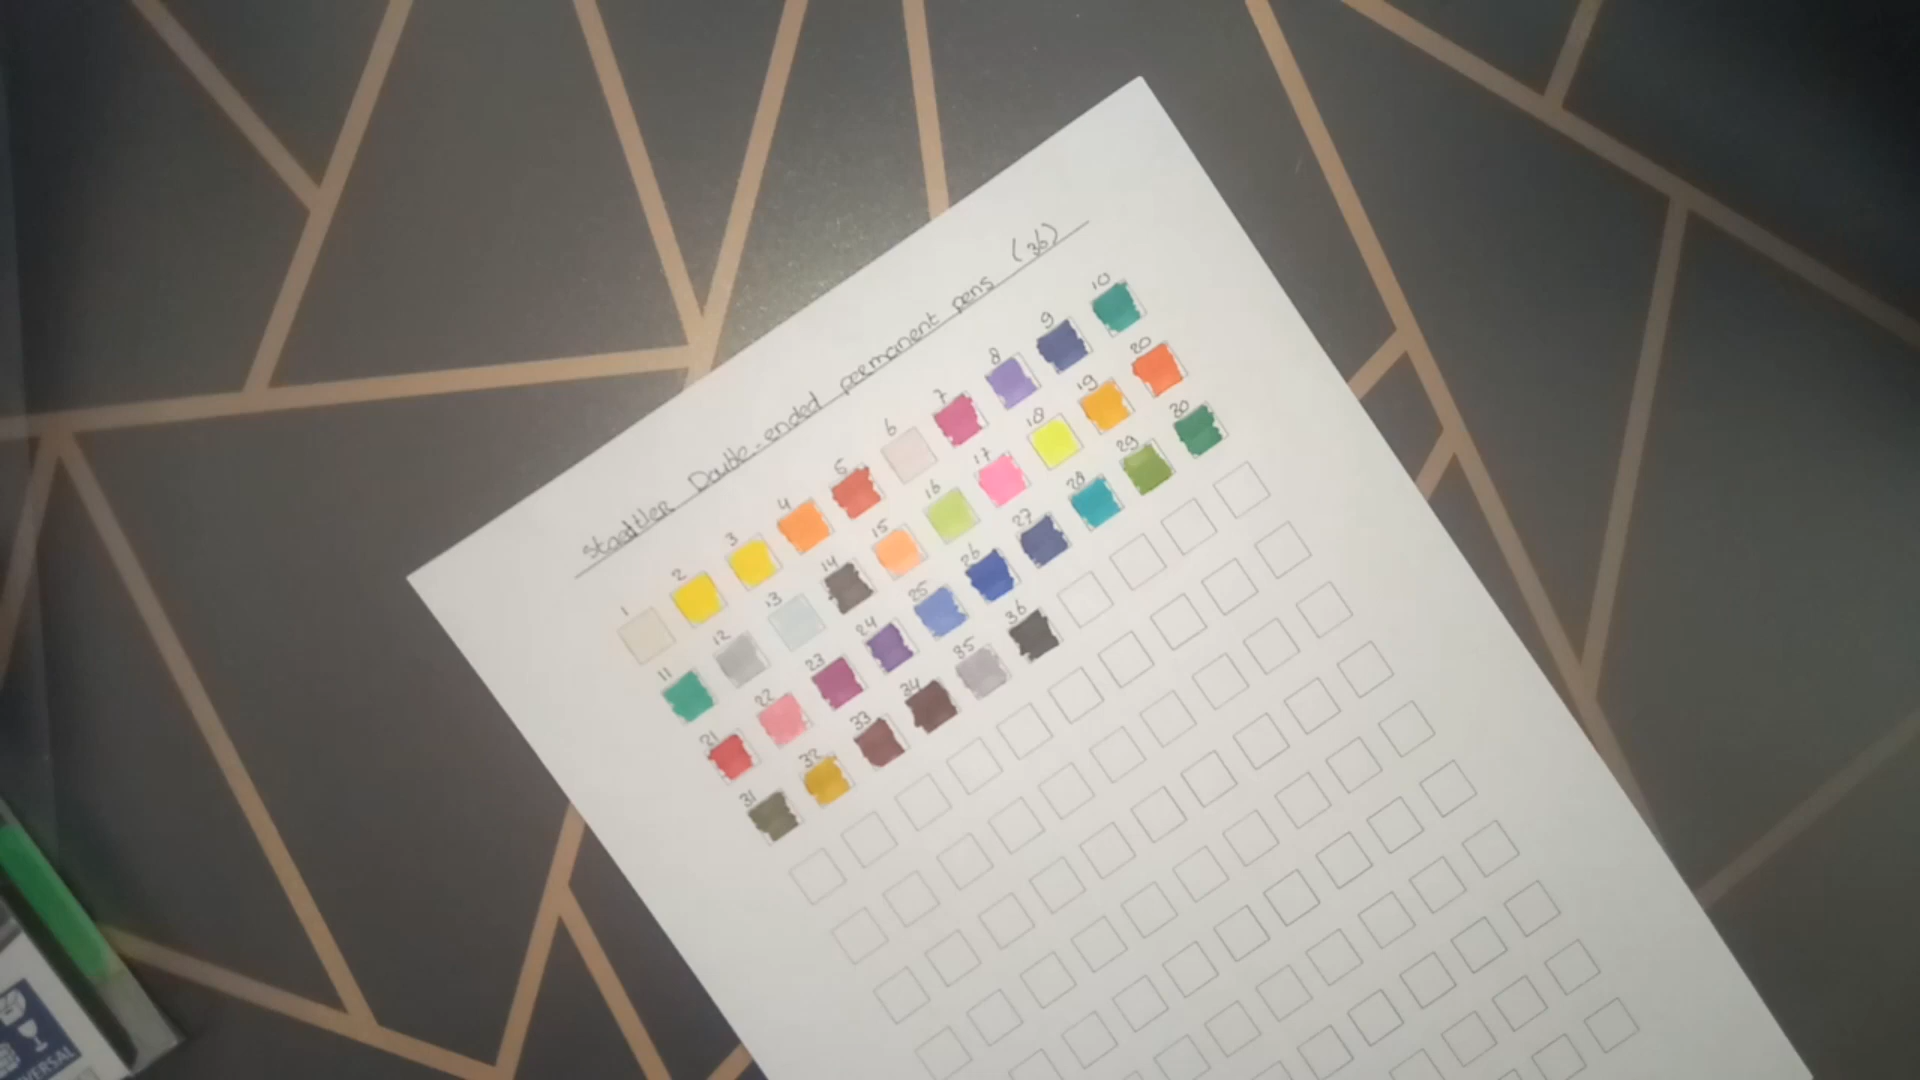 Staedtler Double-ended permanent pens (36)
1 2 3 4 5 6 7 8 9 10
11 12 13 14 15 16 17 18 19 20
21 22 23 24 25 26 27 28 29 30
31 32 33 34 35 36
VERSAL